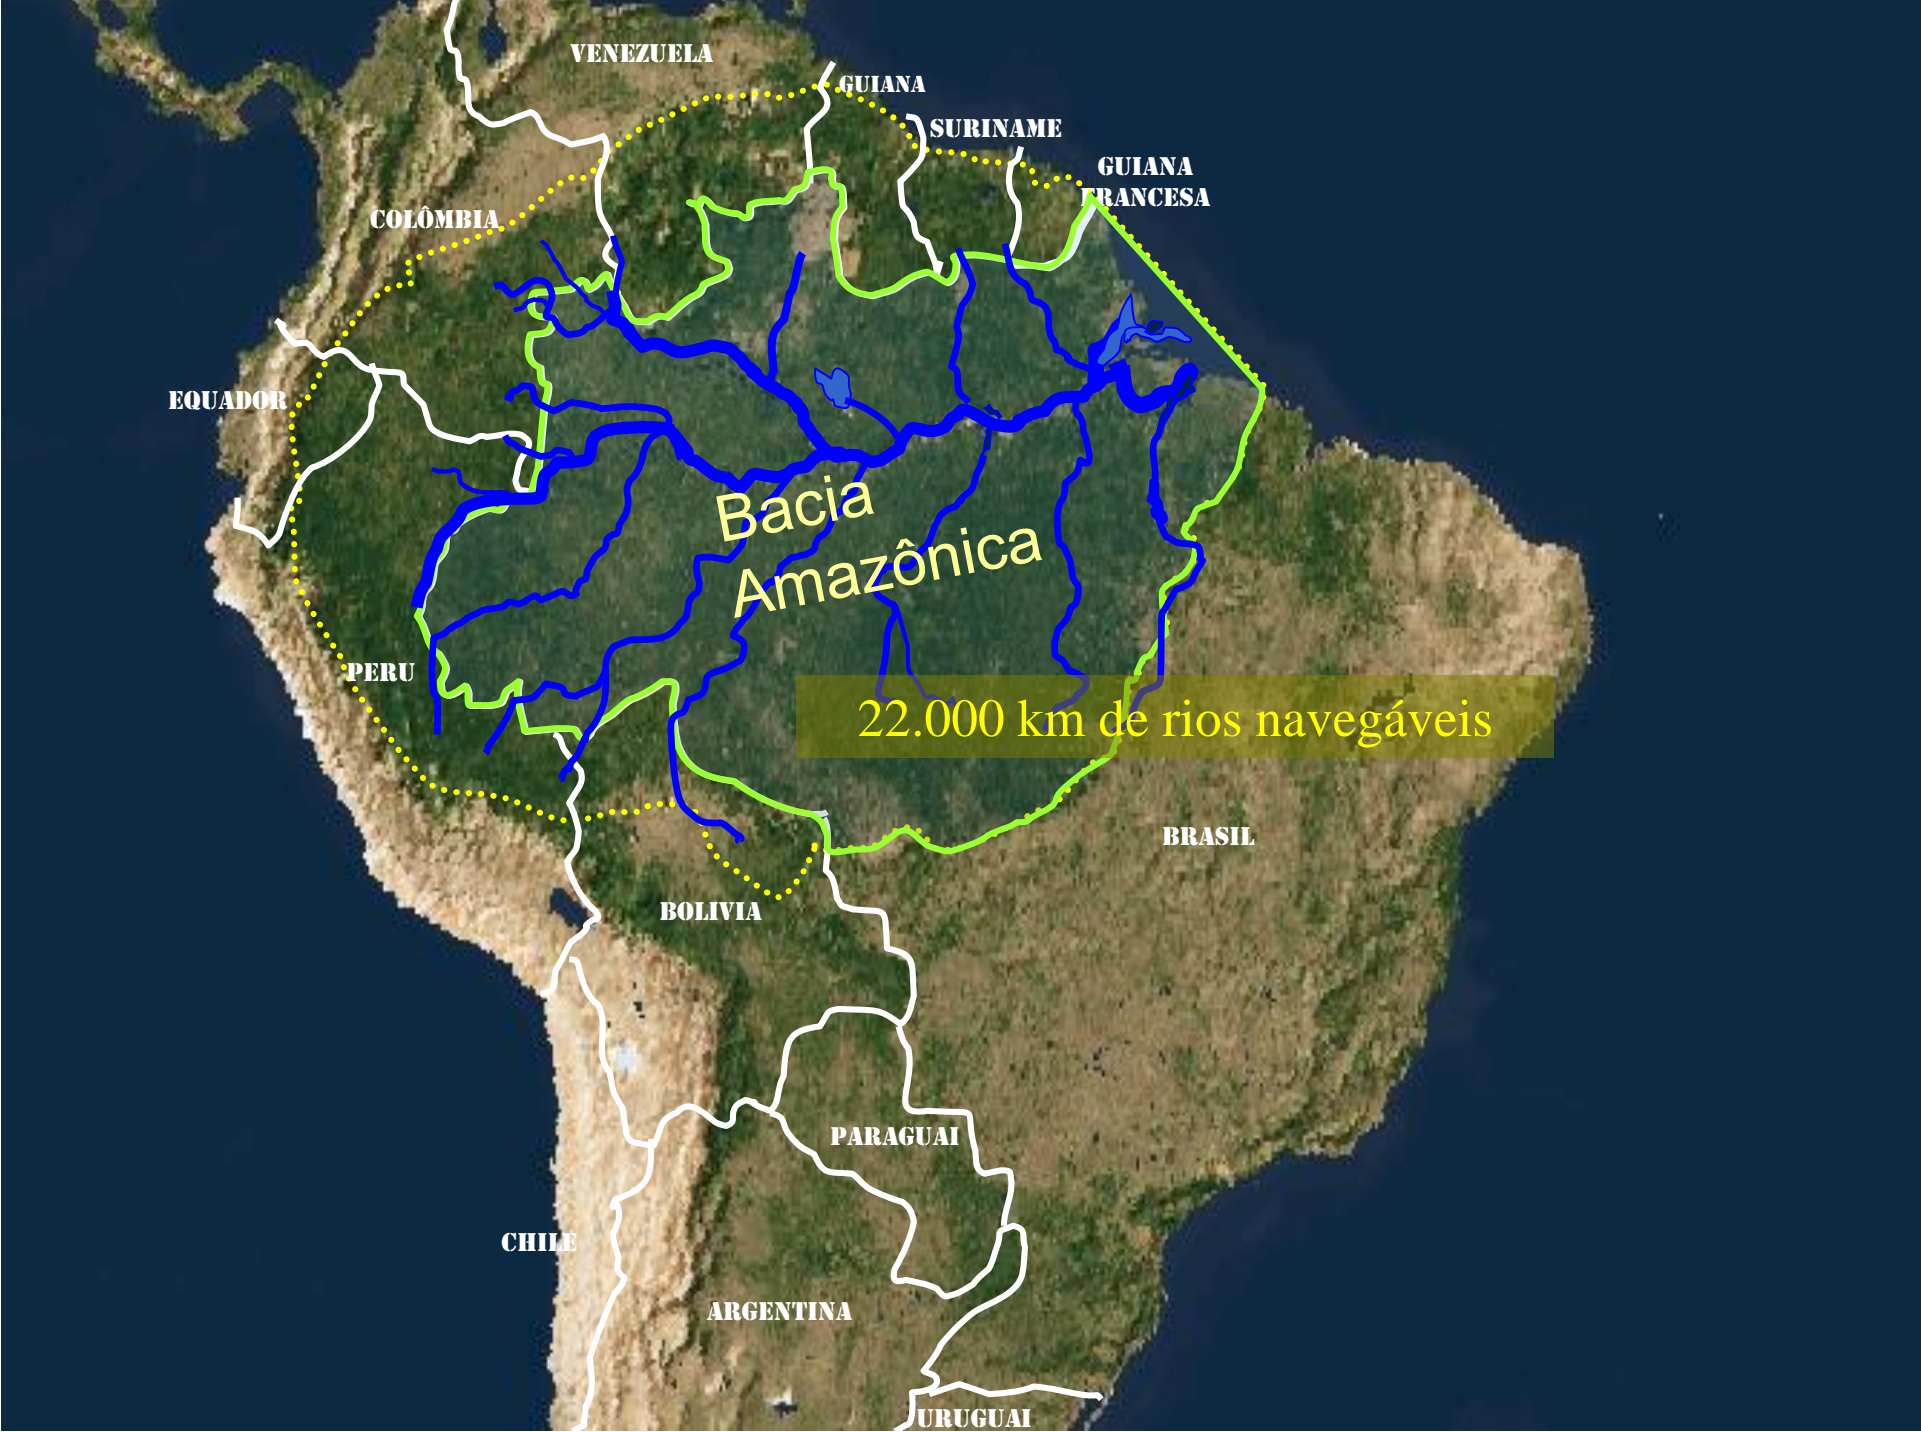 VENEZUELA
GUIANA
SURINAME
GUIANA
FRANCESA
COLÔMBIA
EQUADOR
Bacia
Amazônica
PERU
22.000 km de rios navegáveis
BRASIL
BOLIVIA
PARAGUAI
CHILE
ARGENTINA
URUGUAI